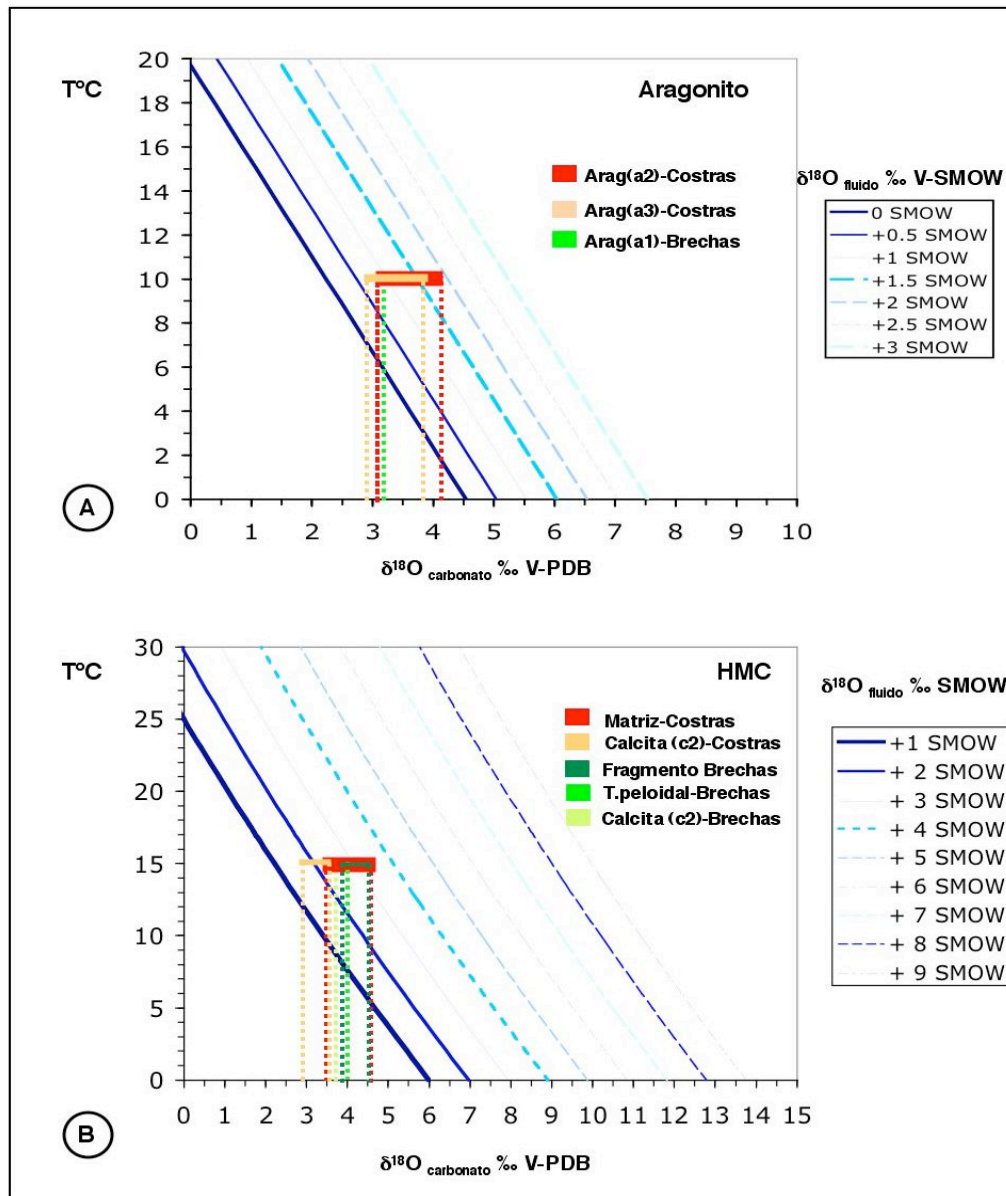 20
T°C
18
16
14
12
10
8
6
4
2
0
Aragonito
Arag(a2)-Costras
Arag(a3)-Costras
Arag(a1)-Brechas
δ¹⁸O fluido ‰ V-SMOW
0 SMOW
+0.5 SMOW
+1 SMOW
+1.5 SMOW
+2 SMOW
+2.5 SMOW
+3 SMOW
A
0 1 2 3 4 5 6 7 8 9 10
δ¹⁸O carbonato ‰ V-PDB
30
T°C
25
20
15
10
5
0
HMC
Matriz-Costras
Calcita (c2)-Costras
Fragmento Brechas
T.peloidal-Brechas
Calcita (c2)-Brechas
δ¹⁸O fluido ‰ SMOW
+1 SMOW
+ 2 SMOW
+ 3 SMOW
+ 4 SMOW
+ 5 SMOW
+ 6 SMOW
+ 7 SMOW
+ 8 SMOW
+ 9 SMOW
B
0 1 2 3 4 5 6 7 8 9 10 11 12 13 14 15
δ¹⁸O carbonato ‰ V-PDB